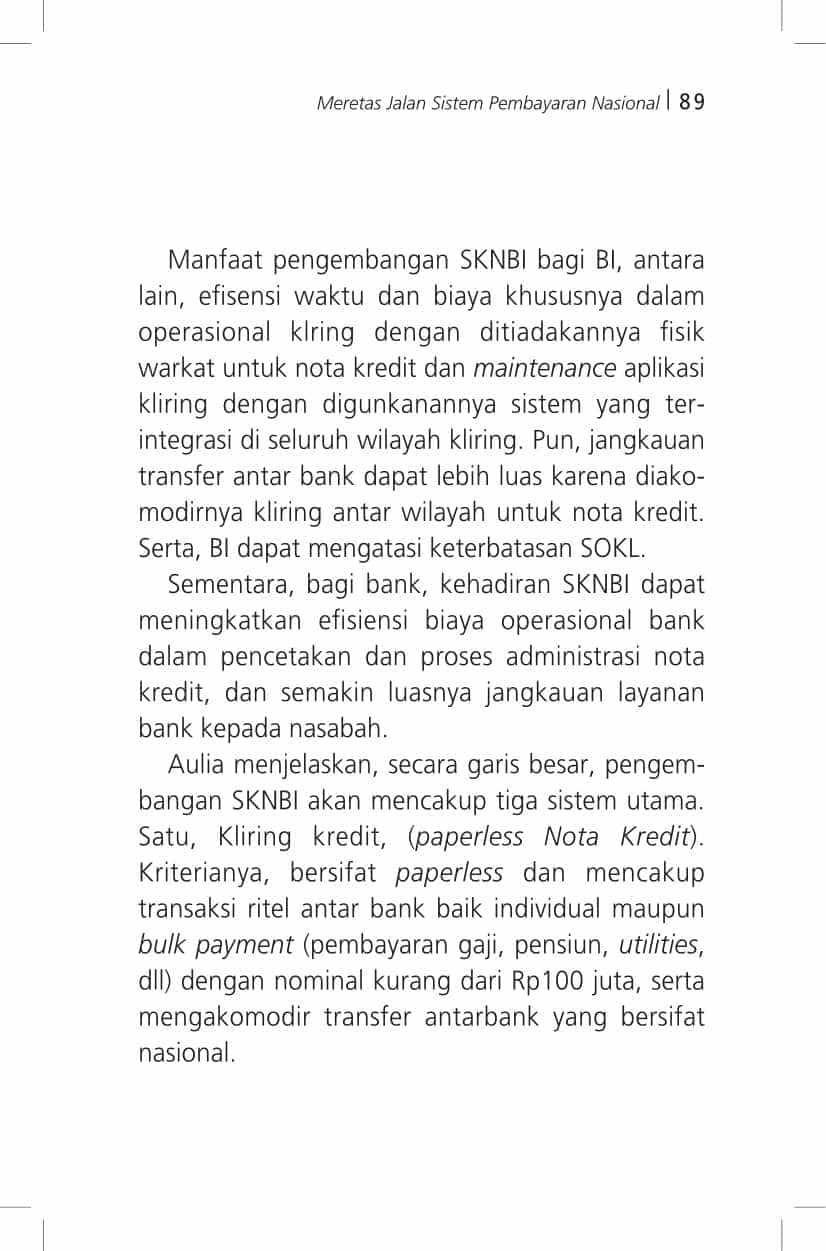 Meretas Jalan Sistem Pembayaran Nasional | 89
Manfaat pengembangan SKNBI bagi BI, antara
lain, efisensi waktu dan biaya khususnya dalam
operasional klring dengan ditiadakannya fisik
warkat untuk nota kredit dan maintenance aplikasi
kliring dengan digunkanannya sistem yang ter-
integrasi di seluruh wilayah kliring. Pun, jangkauan
transfer antar bank dapat lebih luas karena diako-
modirnya kliring antar wilayah untuk nota kredit.
Serta, BI dapat mengatasi keterbatasan SOKL.
Sementara, bagi bank, kehadiran SKNBI dapat
meningkatkan efisiensi biaya operasional bank
dalam pencetakan dan proses administrasi nota
kredit, dan semakin luasnya jangkauan layanan
bank kepada nasabah.
Aulia menjelaskan, secara garis besar, pengem-
bangan SKNBI akan mencakup tiga sistem utama.
Satu, Kliring kredit, (paperless Nota Kredit).
Kriterianya, bersifat paperless dan mencakup
transaksi ritel antar bank baik individual maupun
bulk payment (pembayaran gaji, pensiun, utilities,
dll) dengan nominal kurang dari Rp100 juta, serta
mengakomodir transfer antarbank yang bersifat
nasional.